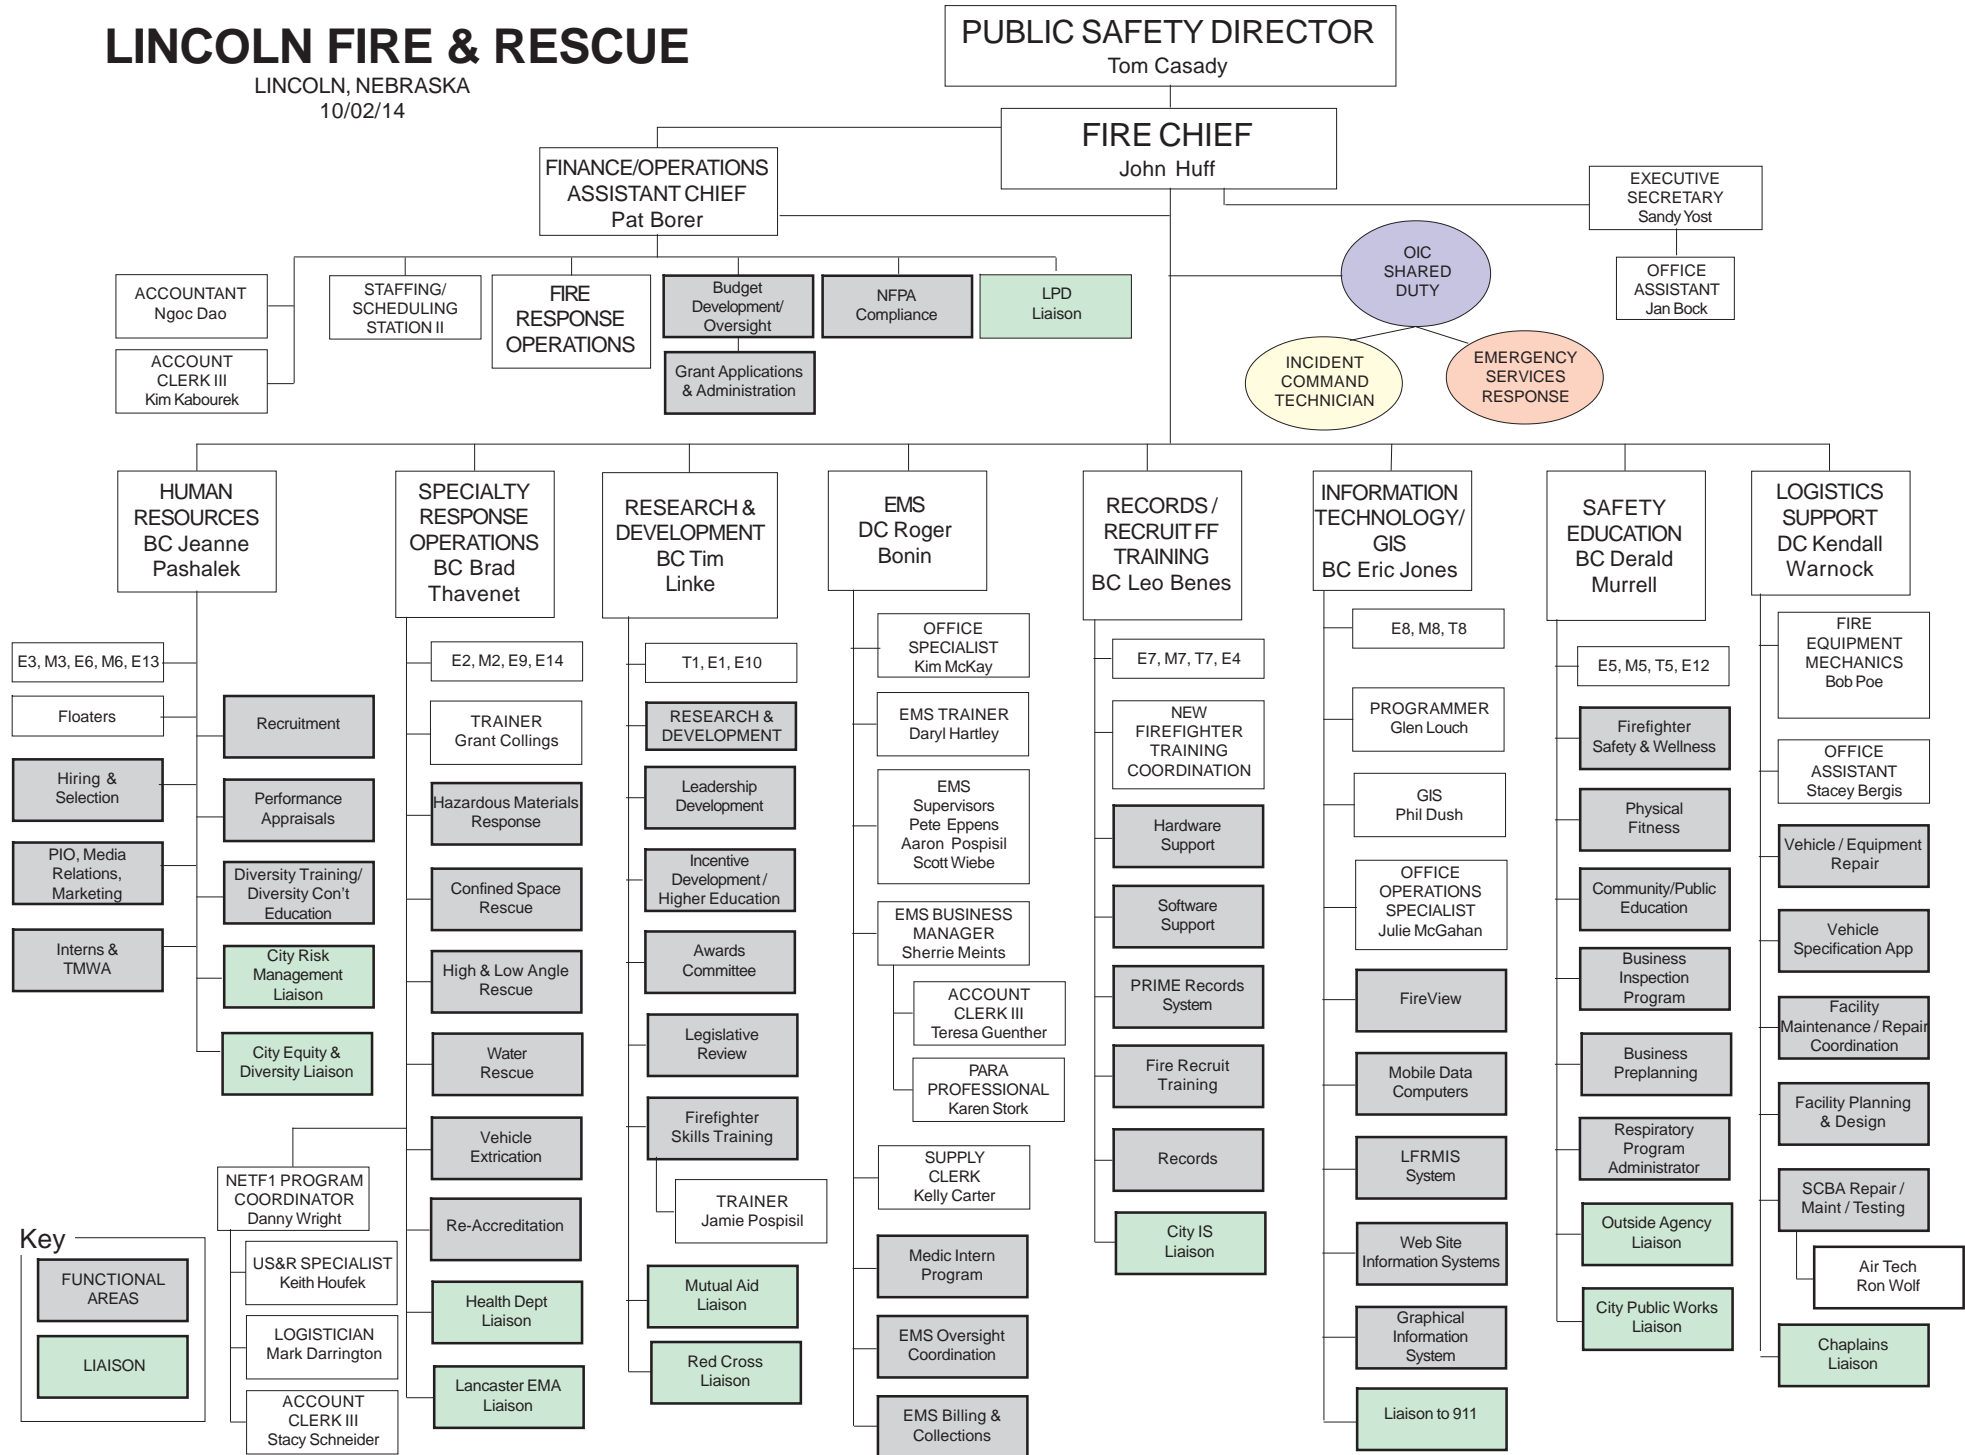 LINCOLN FIRE & RESCUE
LINCOLN, NEBRASKA
10/02/14
PUBLIC SAFETY DIRECTOR
Tom Casady
FIRE CHIEF
John Huff
FINANCE/OPERATIONS
ASSISTANT CHIEF
Pat Borer
EXECUTIVE
SECRETARY
Sandy Yost
OFFICE
ASSISTANT
Jan Bock
OIC
SHARED
DUTY
INCIDENT
COMMAND
TECHNICIAN
EMERGENCY
SERVICES
RESPONSE
ACCOUNTANT
Ngoc Dao
ACCOUNT
CLERK III
Kim Kabourek
STAFFING/
SCHEDULING
STATION II
FIRE
RESPONSE
OPERATIONS
Budget
Development/
Oversight
Grant Applications
& Administration
NFPA
Compliance
LPD
Liaison
HUMAN
RESOURCES
BC Jeanne
Pashalek
E3, M3, E6, M6, E13
Floaters
Recruitment
Hiring &
Selection
Performance
Appraisals
PIO, Media
Relations,
Marketing
Diversity Training/
Diversity Con't
Education
Interns &
TMWA
City Risk
Management
Liaison
City Equity &
Diversity Liaison
SPECIALTY
RESPONSE
OPERATIONS
BC Brad
Thavenet
E2, M2, E9, E14
TRAINER
Grant Collings
Hazardous Materials
Response
Confined Space
Rescue
High & Low Angle
Rescue
Water
Rescue
Vehicle
Extrication
Re-Accreditation
Health Dept
Liaison
Lancaster EMA
Liaison
NETF1 PROGRAM
COORDINATOR
Danny Wright
US&R SPECIALIST
Keith Houfek
LOGISTICIAN
Mark Darrington
ACCOUNT
CLERK III
Stacy Schneider
RESEARCH &
DEVELOPMENT
BC Tim
Linke
T1, E1, E10
RESEARCH &
DEVELOPMENT
Leadership
Development
Incentive
Development /
Higher Education
Awards
Committee
Legislative
Review
Firefighter
Skills Training
TRAINER
Jamie Pospisil
Mutual Aid
Liaison
Red Cross
Liaison
EMS
DC Roger
Bonin
OFFICE
SPECIALIST
Kim McKay
EMS TRAINER
Daryl Hartley
EMS
Supervisors
Pete Eppens
Aaron Pospisil
Scott Wiebe
EMS BUSINESS
MANAGER
Sherrie Meints
ACCOUNT
CLERK III
Teresa Guenther
PARA
PROFESSIONAL
Karen Stork
SUPPLY
CLERK
Kelly Carter
Medic Intern
Program
EMS Oversight
Coordination
EMS Billing &
Collections
RECORDS /
RECRUIT FF
TRAINING
BC Leo Benes
E7, M7, T7, E4
NEW
FIREFIGHTER
TRAINING
COORDINATION
Hardware
Support
Software
Support
PRIME Records
System
Fire Recruit
Training
Records
City IS
Liaison
INFORMATION
TECHNOLOGY/
GIS
BC Eric Jones
E8, M8, T8
PROGRAMMER
Glen Louch
GIS
Phil Dush
OFFICE
OPERATIONS
SPECIALIST
Julie McGahan
FireView
Mobile Data
Computers
LFRMIS
System
Web Site
Information Systems
Graphical
Information
System
Liaison to 911
SAFETY
EDUCATION
BC Derald
Murrell
E5, M5, T5, E12
Firefighter
Safety & Wellness
Physical
Fitness
Community/Public
Education
Business
Inspection
Program
Business
Preplanning
Respiratory
Program
Administrator
Outside Agency
Liaison
City Public Works
Liaison
LOGISTICS
SUPPORT
DC Kendall
Warnock
FIRE
EQUIPMENT
MECHANICS
Bob Poe
OFFICE
ASSISTANT
Stacey Bergis
Vehicle / Equipment
Repair
Vehicle
Specification App
Facility
Maintenance / Repair
Coordination
Facility Planning
& Design
SCBA Repair /
Maint / Testing
Air Tech
Ron Wolf
Chaplains
Liaison
Key
FUNCTIONAL
AREAS
LIAISON